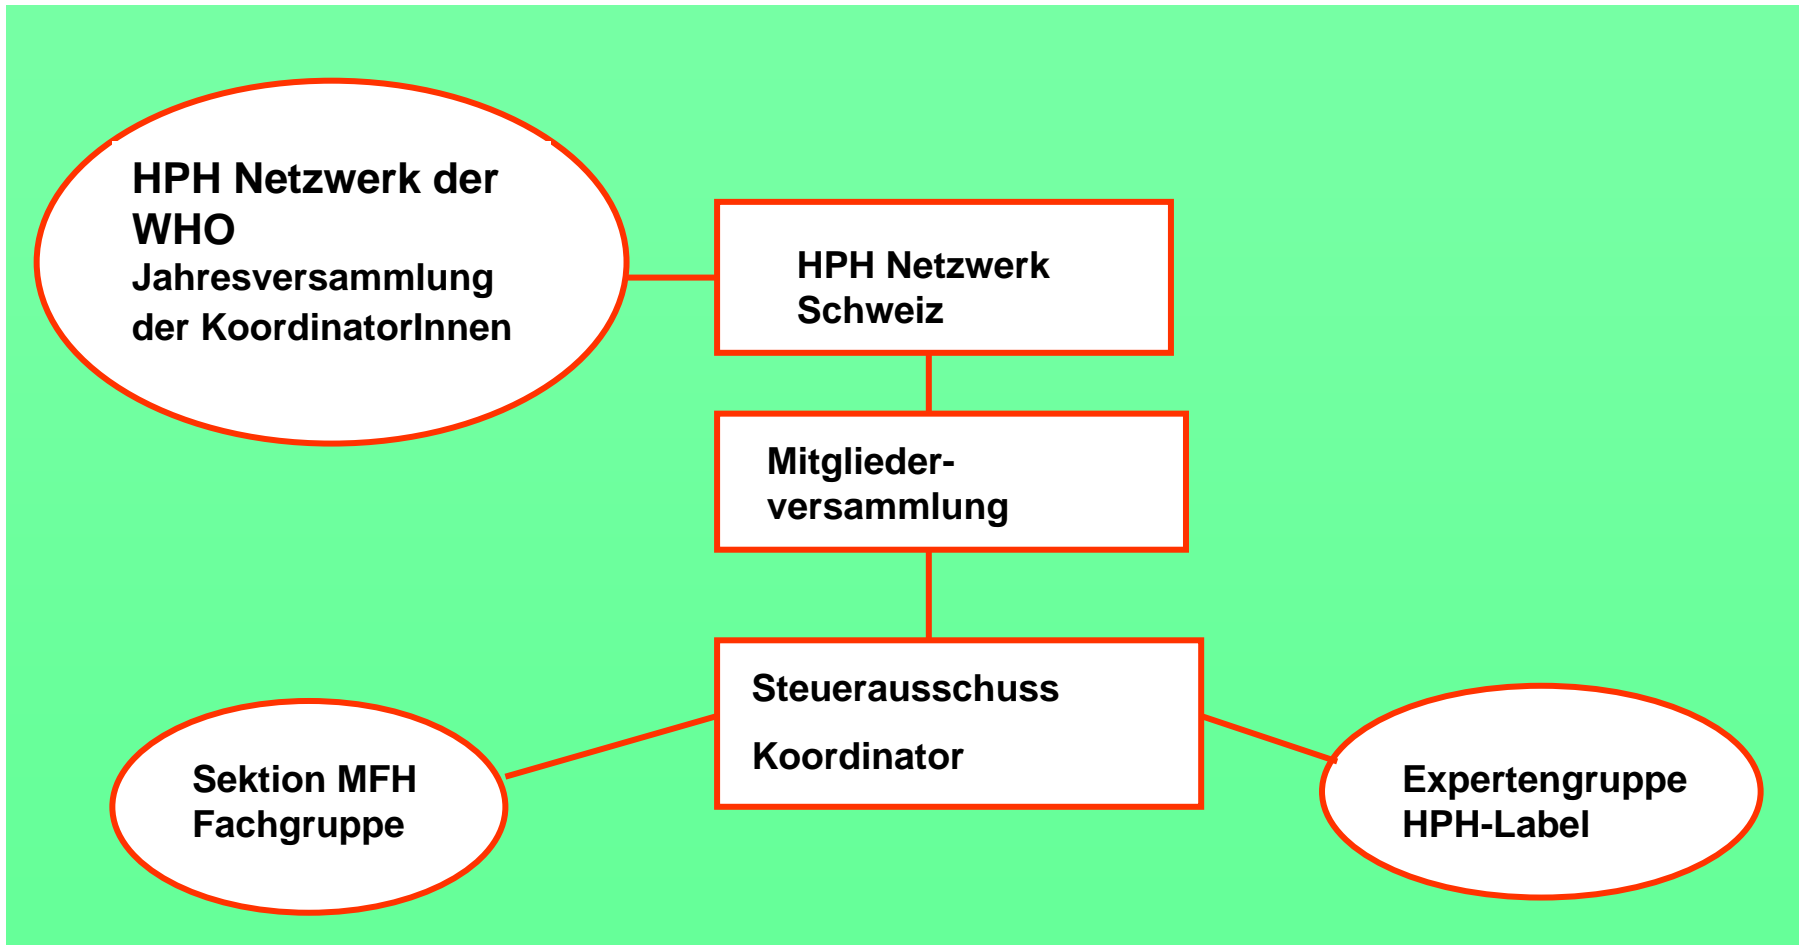 HPH Netzwerk der
WHO
Jahresversammlung
der KoordinatorInnen
HPH Netzwerk
Schweiz
Mitglieder-
versammlung
Steuerausschuss
Koordinator
Sektion MFH
Fachgruppe
Expertengruppe
HPH-Label